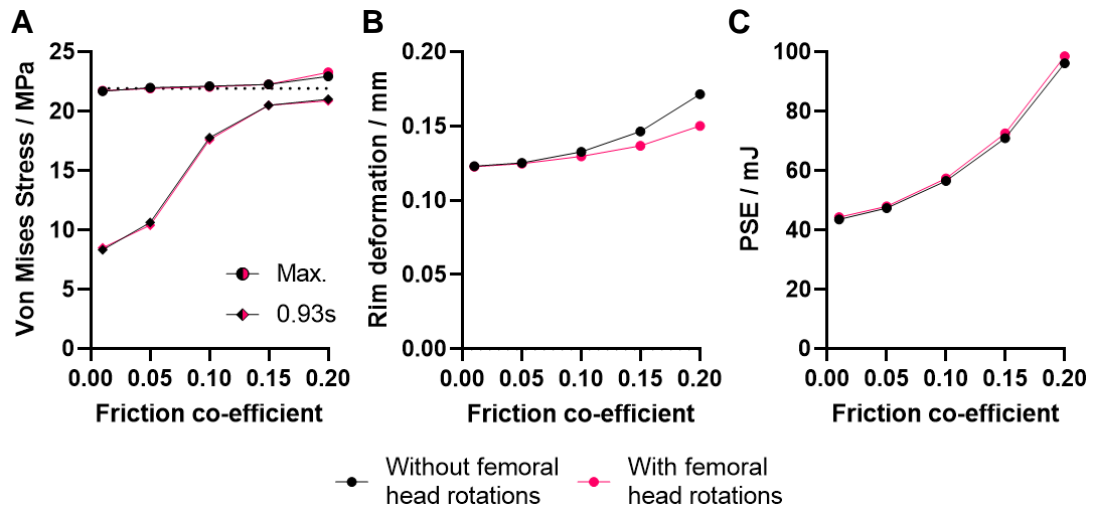 A
Von Mises Stress / MPa
25
20
15
10
5
0
0.00 0.05 0.10 0.15 0.20
Friction co-efficient
Max.
0.93s
B
Rim deformation / mm
0.20
0.15
0.10
0.05
0.00
0.00 0.05 0.10 0.15 0.20
Friction co-efficient
C
PSE / mJ
100
80
60
40
20
0
0.00 0.05 0.10 0.15 0.20
Friction co-efficient
Without femoral
head rotations
With femoral
head rotations